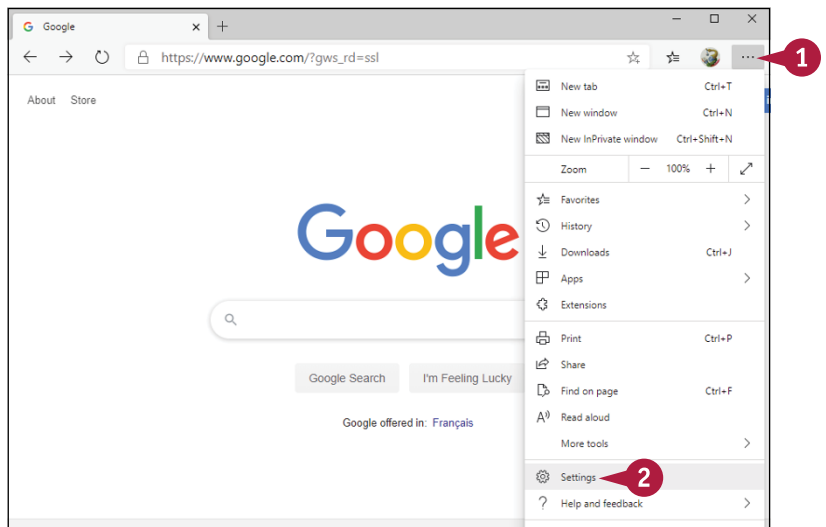 Google
https://www.google.com/?gws_rd=ssl
1
About Store
New tab Ctrl+T
New window Ctrl+N
New InPrivate window Ctrl+Shift+N
Zoom — 100% +
Favorites
History
Downloads Ctrl+J
Apps
Extensions
Google
Print Ctrl+P
Share
Google Search I'm Feeling Lucky
Find on page Ctrl+F
Google offered in: Français
Read aloud
More tools
Settings 2
Help and feedback